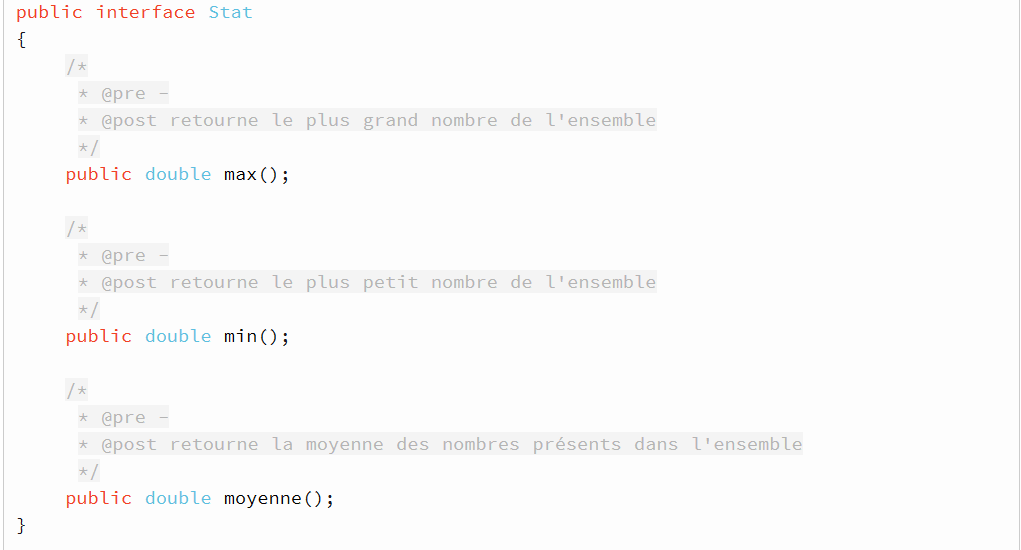 public interface Stat
{
/*
* @pre -
* @post retourne le plus grand nombre de l'ensemble
*/
public double max();
/*
* @pre -
* @post retourne le plus petit nombre de l'ensemble
*/
public double min();
/*
* @pre -
* @post retourne la moyenne des nombres présents dans l'ensemble
*/
public double moyenne();
}